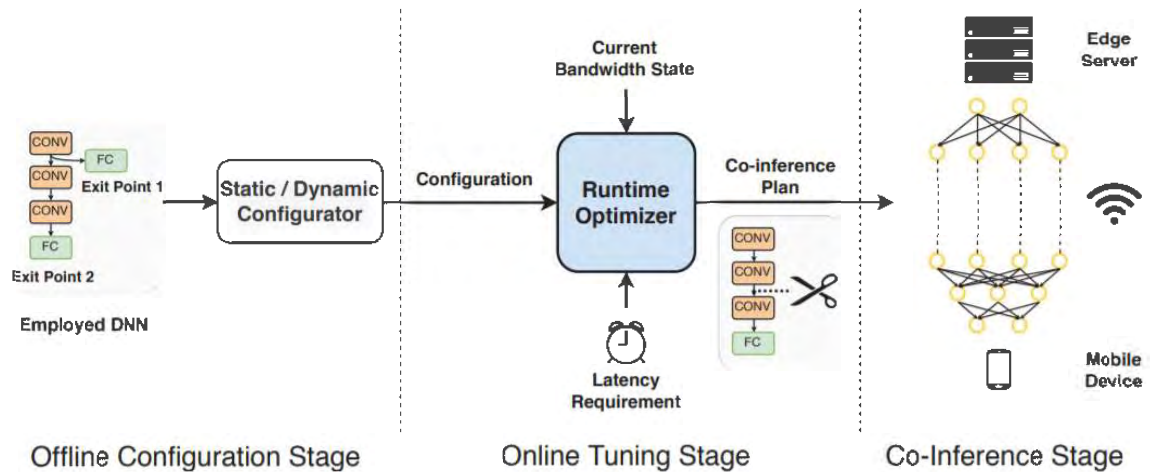 CONV
FC
CONV
Exit Point 1
CONV
FC
Exit Point 2
Employed DNN
Static / Dynamic
Configurator
Configuration
Current
Bandwidth State
Runtime
Optimizer
Latency
Requirement
Co-inference
Plan
CONV
CONV
CONV
FC
Edge
Server
Mobile
Device
Offline Configuration Stage
Online Tuning Stage
Co-Inference Stage